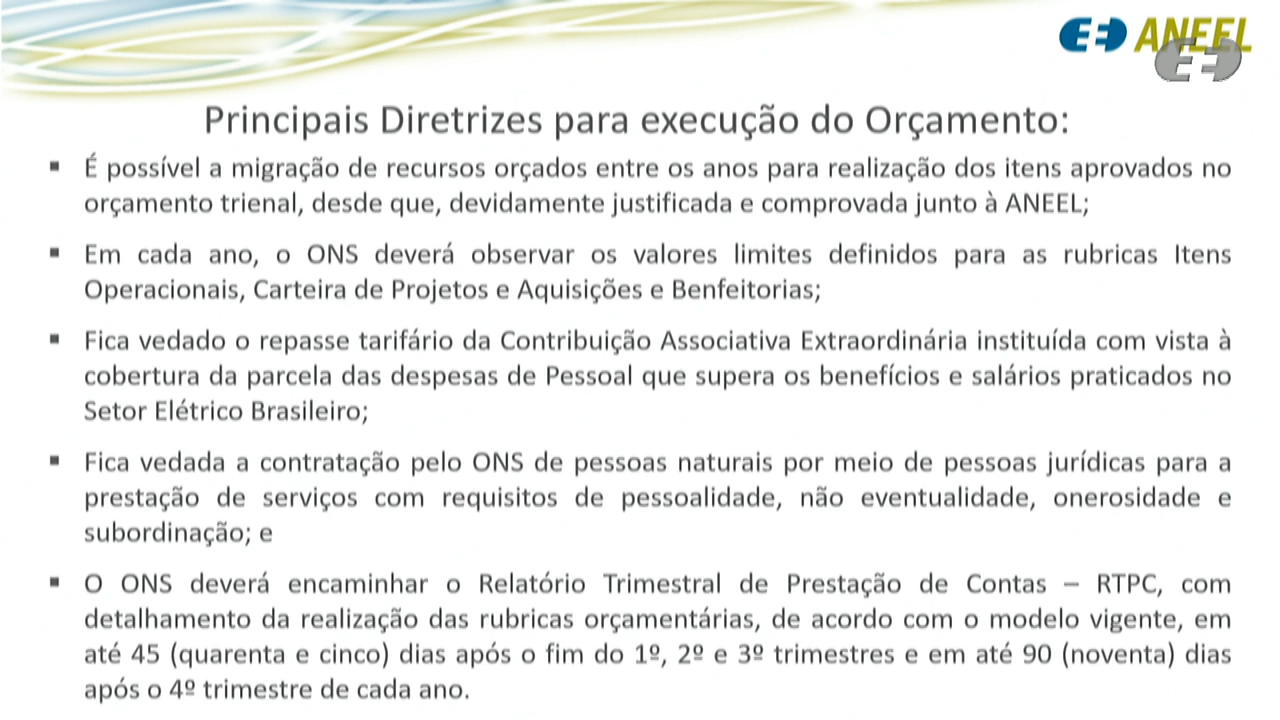 ANEEL
Principais Diretrizes para execução do Orçamento:
▪ É possível a migração de recursos orçados entre os anos para realização dos itens aprovados no
orçamento trienal, desde que, devidamente justificada e comprovada junto à ANEEL;
▪ Em cada ano, o ONS deverá observar os valores limites definidos para as rubricas Itens
Operacionais, Carteira de Projetos e Aquisições e Benfeitorias;
▪ Fica vedado o repasse tarifário da Contribuição Associativa Extraordinária instituída com vista à
cobertura da parcela das despesas de Pessoal que supera os benefícios e salários praticados no
Setor Elétrico Brasileiro;
▪ Fica vedada a contratação pelo ONS de pessoas naturais por meio de pessoas jurídicas para a
prestação de serviços com requisitos de pessoalidade, não eventualidade, onerosidade e
subordinação; e
▪ O ONS deverá encaminhar o Relatório Trimestral de Prestação de Contas – RTPC, com
detalhamento da realização das rubricas orçamentárias, de acordo com o modelo vigente, em
até 45 (quarenta e cinco) dias após o fim do 1º, 2º e 3º trimestres e em até 90 (noventa) dias
após o 4º trimestre de cada ano.